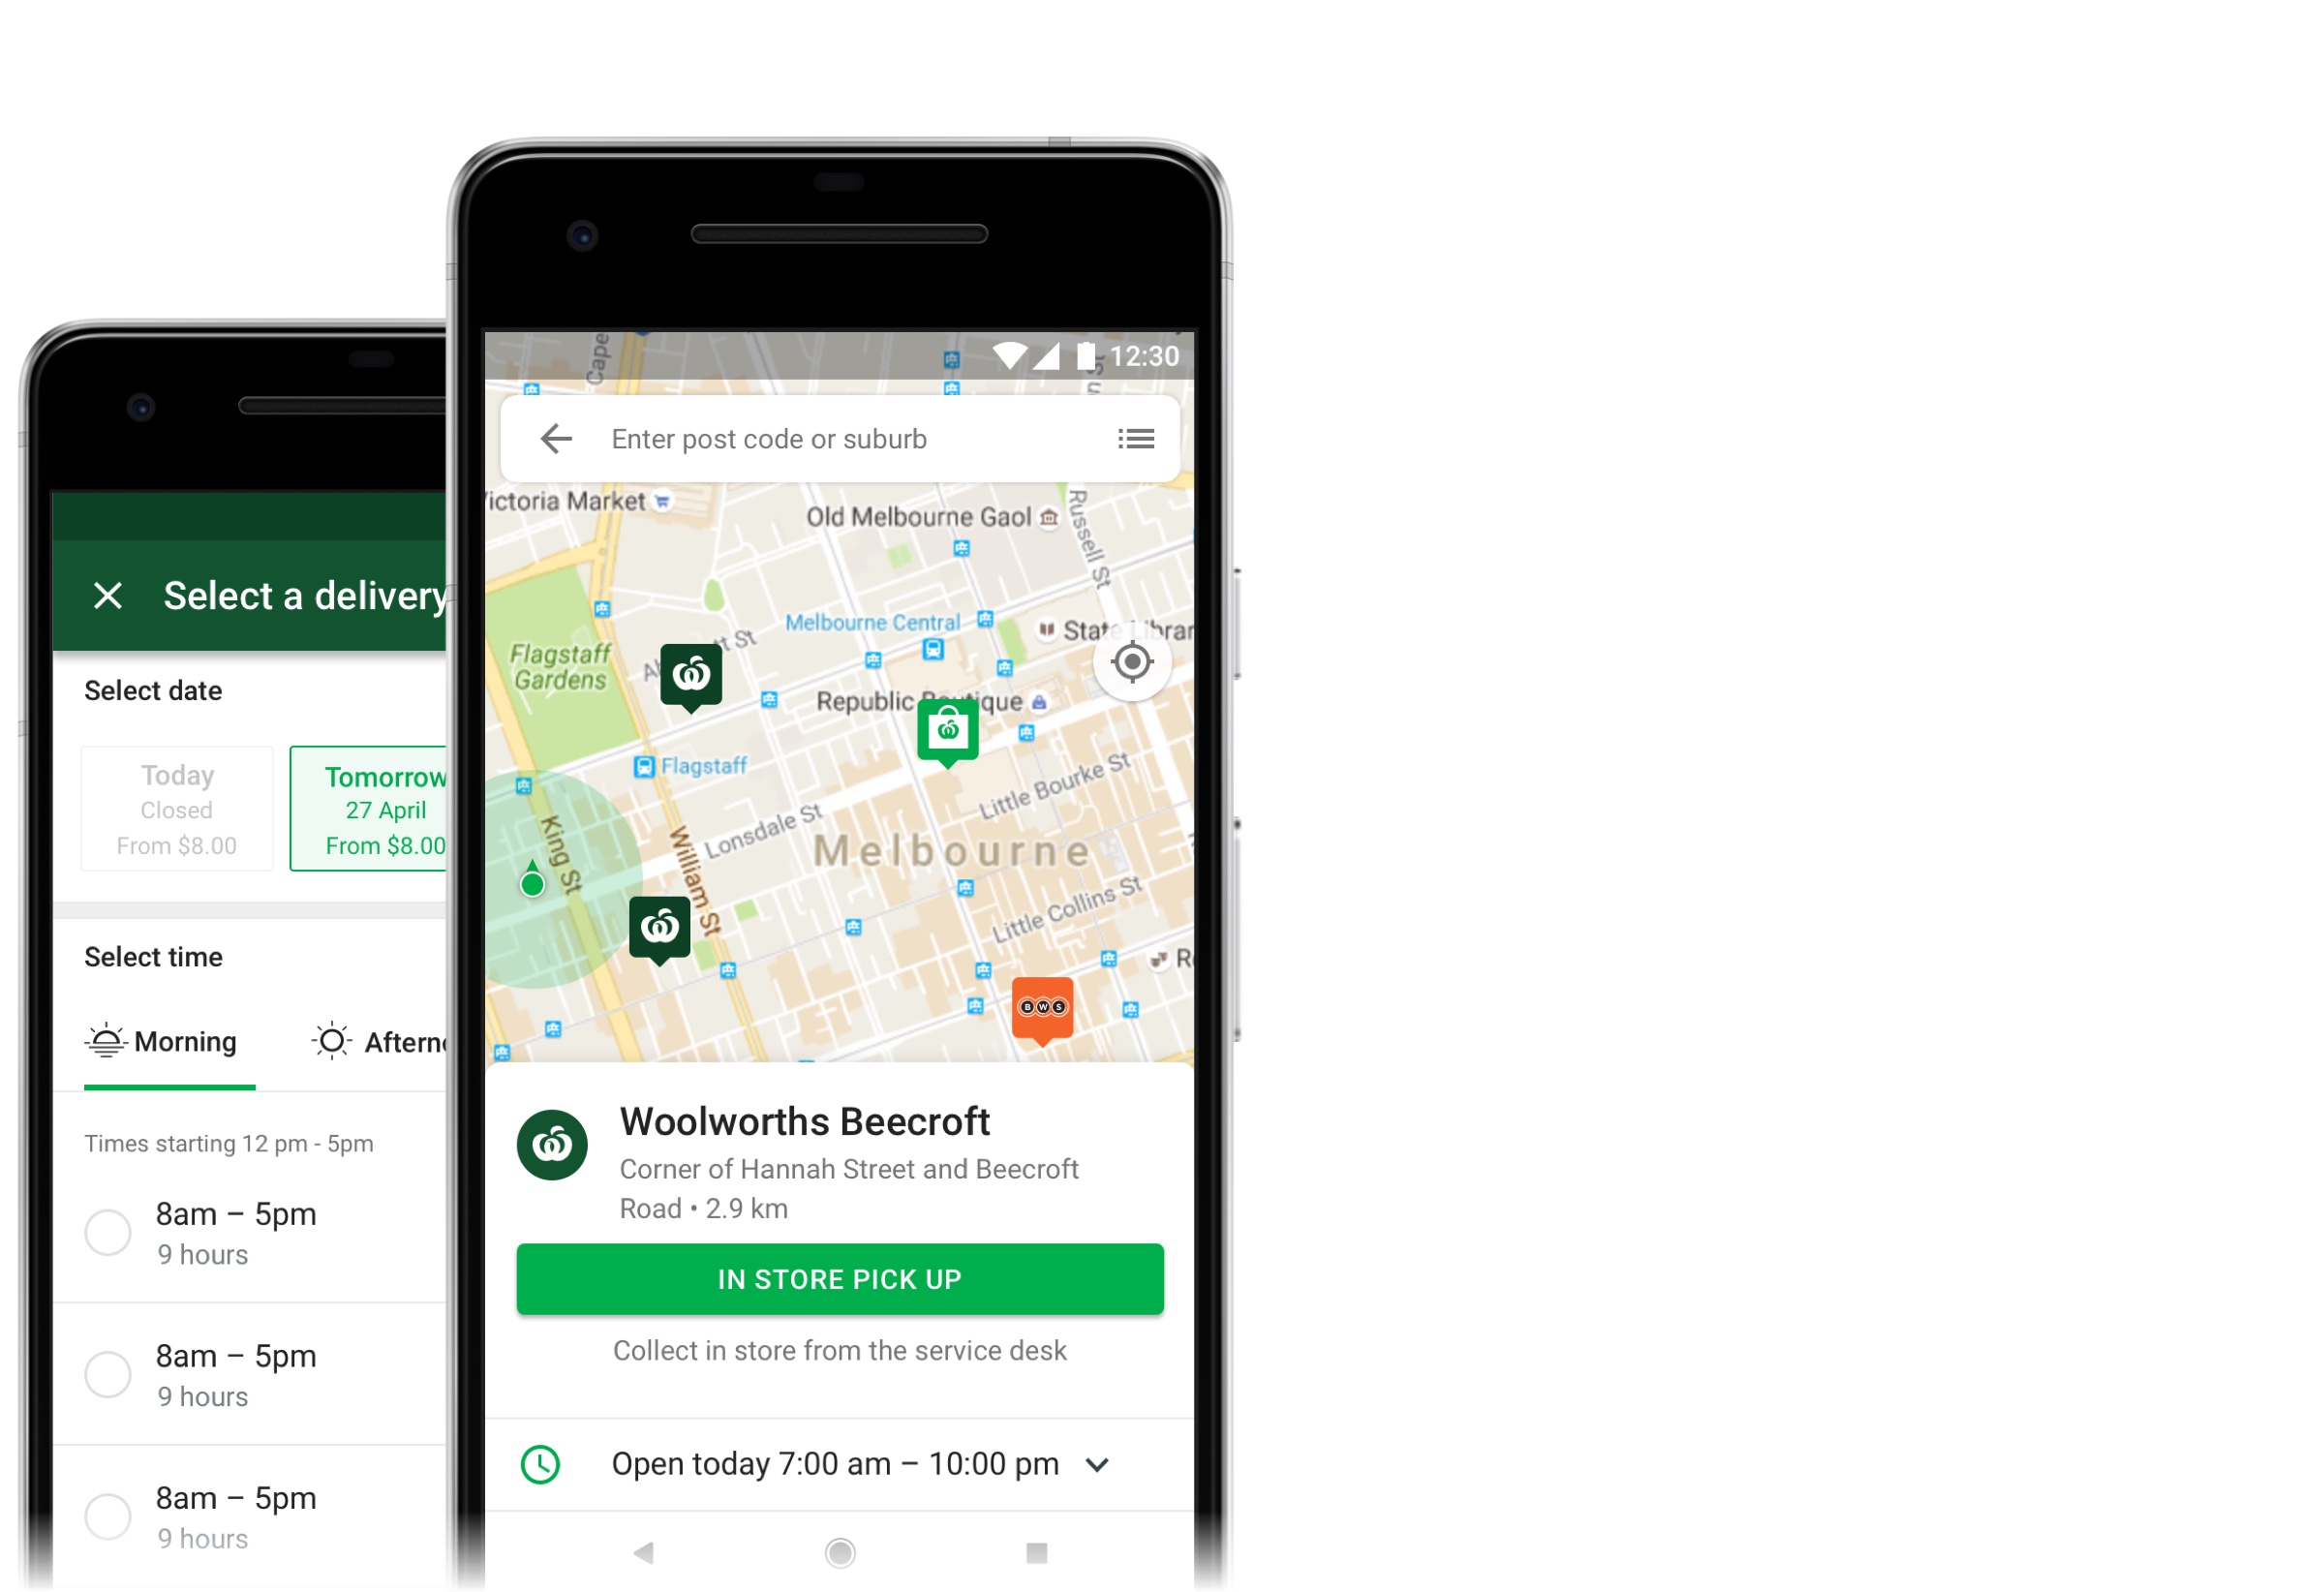 Select a delivery
Select date
Today
Closed
From $8.00
Tomorrow
27 April
From $8.00
Select time
Morning
Times starting 12 pm - 5pm
8am – 5pm
9 hours
8am – 5pm
9 hours
8am – 5pm
9 hours
12:30
Cape
Enter post code or suburb
Victoria Market
Old Melbourne Gaol
Russell St
Melbourne Central
State Librar
Flagstaff
Gardens
St
Republic Boutique
Flagstaff
Little Bourke St
Lonsdale St
King St
William St
Melbourne
Little Collins St
BWS
Woolworths Beecroft
Corner of Hannah Street and Beecroft
Road • 2.9 km
IN STORE PICK UP
Collect in store from the service desk
Open today 7:00 am – 10:00 pm